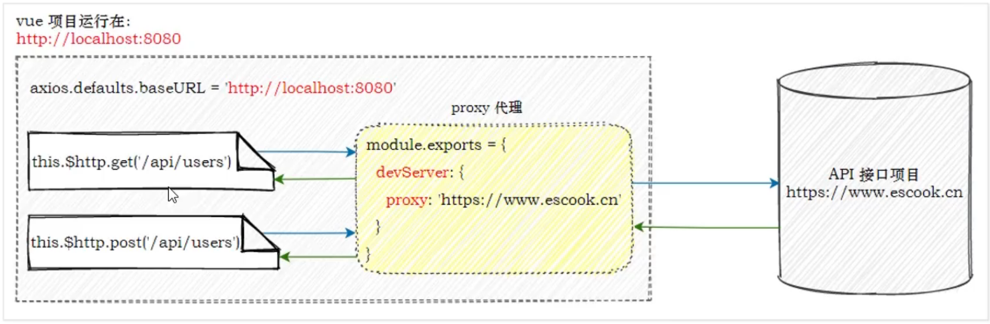 vue 项目运行在:
http://localhost:8080
axios.defaults.baseURL = 'http://localhost:8080'
proxy 代理
this.$http.get('/api/users')
this.$http.post('/api/users')
module.exports = {
devServer: {
proxy: 'https://www.escook.cn'
}
}
API 接口项目
https://www.escook.cn